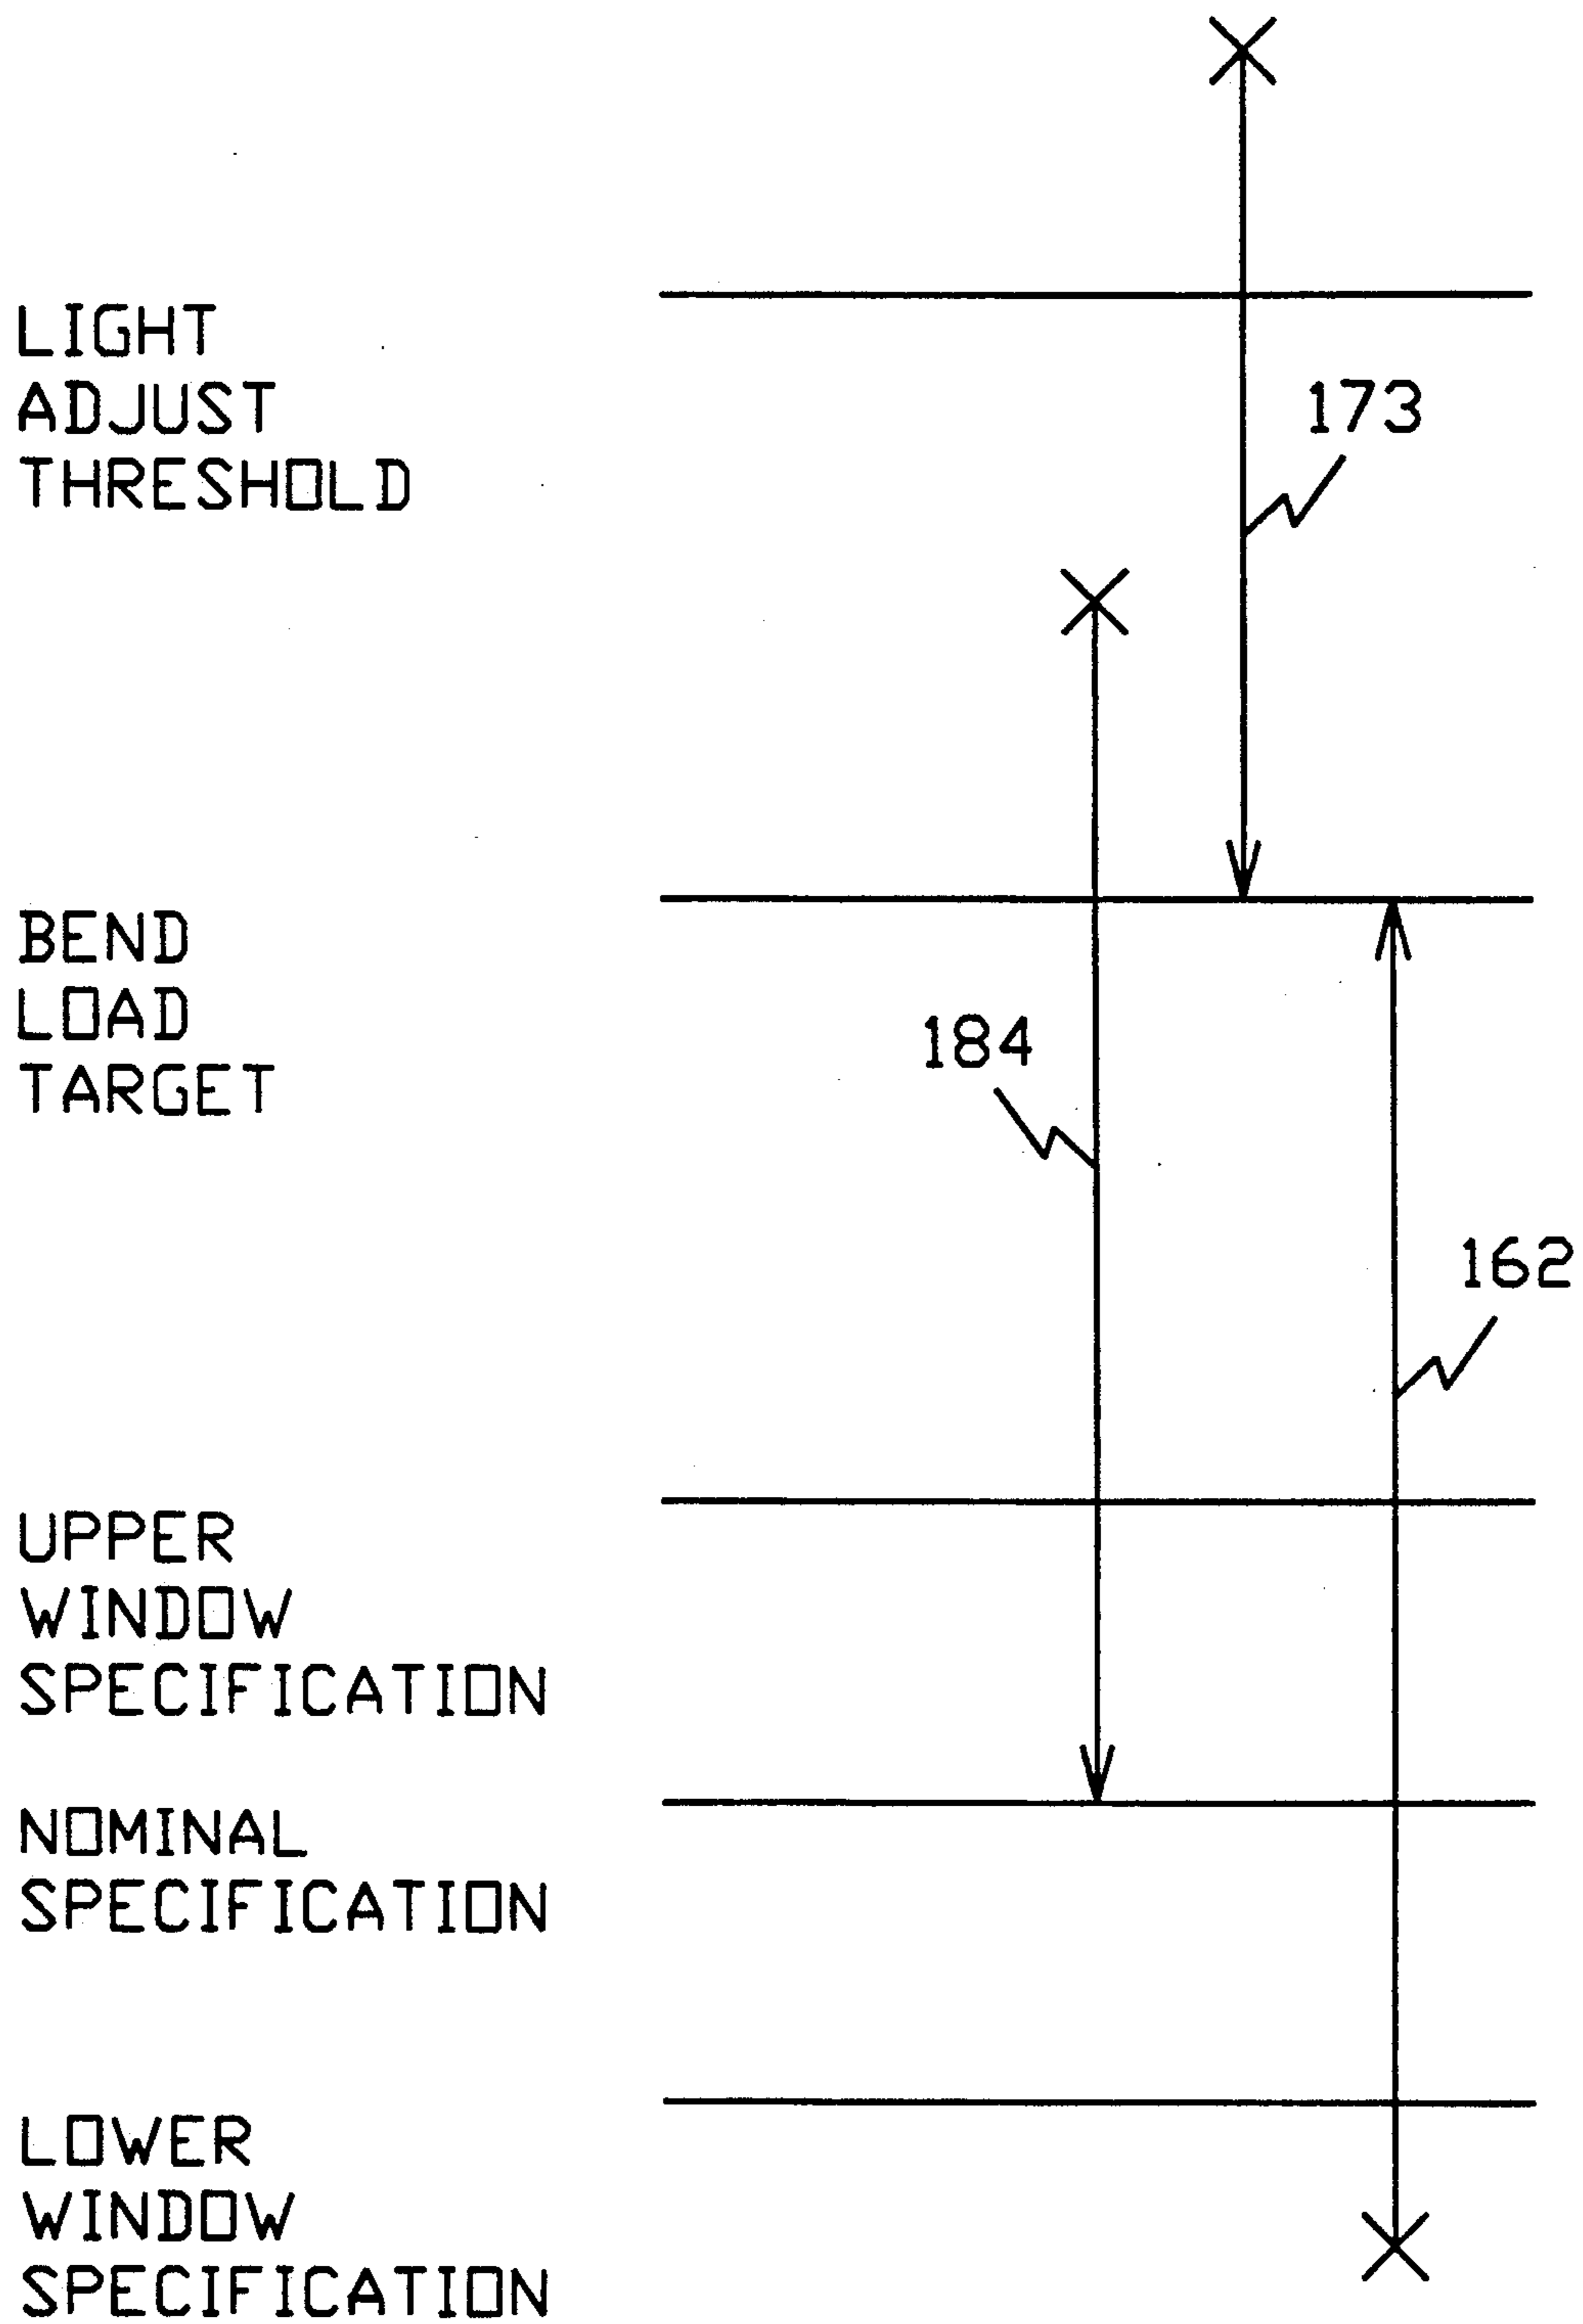 LIGHT
ADJUST
THRESHOLD
173
BEND
LOAD
TARGET
184
162
UPPER
WINDOW
SPECIFICATION
NOMINAL
SPECIFICATION
LOWER
WINDOW
SPECIFICATION